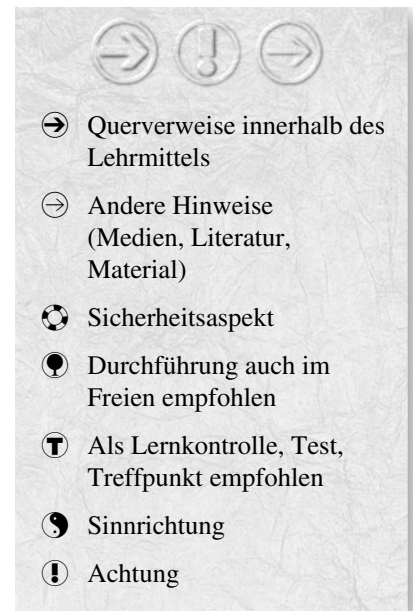 Querverweise innerhalb des
Lehrmittels
Andere Hinweise
(Medien, Literatur,
Material)
Sicherheitsaspekt
Durchführung auch im
Freien empfohlen
T Als Lernkontrolle, Test,
Treffpunkt empfohlen
Sinnrichtung
! Achtung